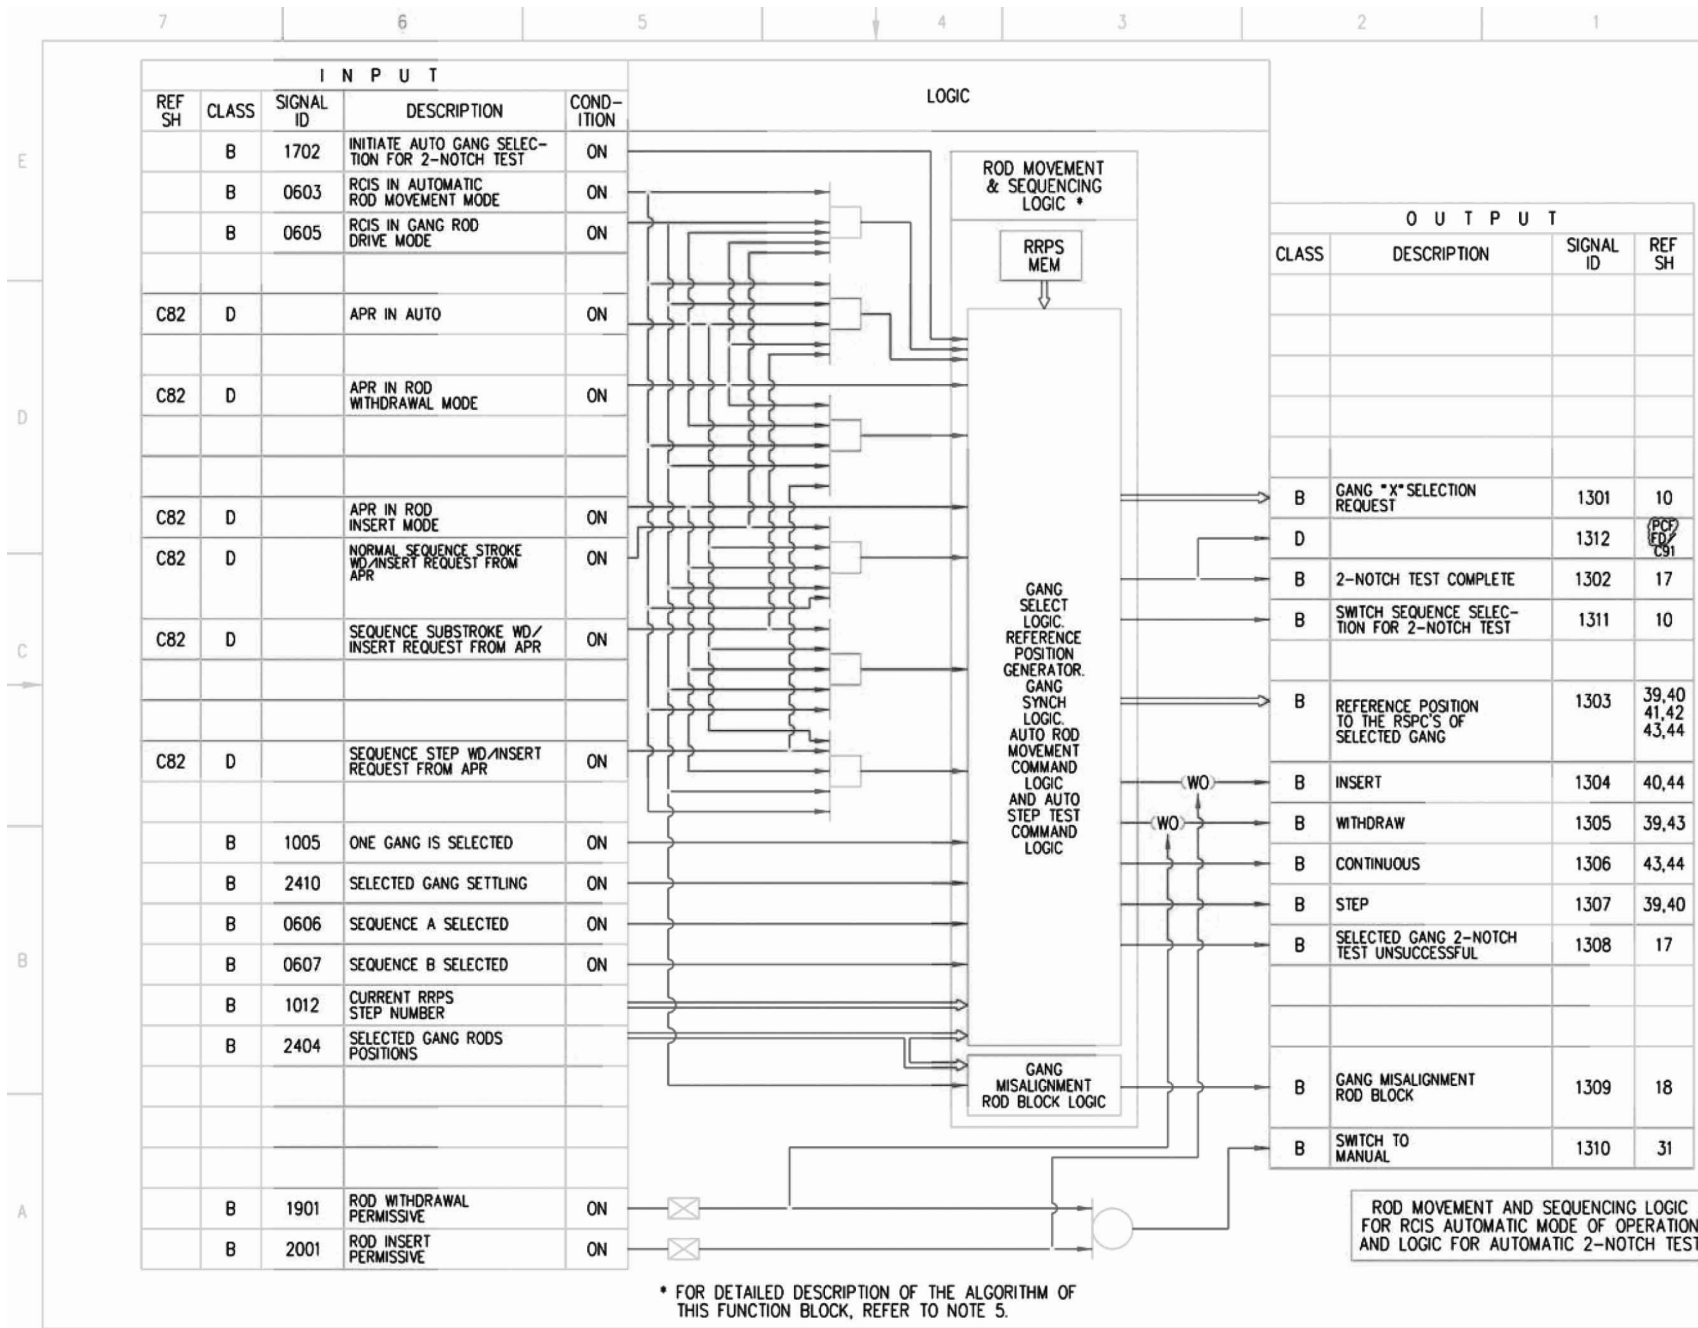 7 6 5 4 3 2 1
E
D
C
B
A
I N P U T
REF SH CLASS SIGNAL ID DESCRIPTION COND-ITION
B 1702 INITIATE AUTO GANG SELEC-
TION FOR 2-NOTCH TEST ON
B 0603 RCIS IN AUTOMATIC
ROD MOVEMENT MODE ON
B 0605 RCIS IN GANG ROD
DRIVE MODE ON
C82 D APR IN AUTO ON
C82 D APR IN ROD
WITHDRAWAL MODE ON
C82 D APR IN ROD
INSERT MODE ON
C82 D NORMAL SEQUENCE STROKE
WD/INSERT REQUEST FROM
APR ON
C82 D SEQUENCE SUBSTROKE WD/
INSERT REQUEST FROM APR ON
C82 D SEQUENCE STEP WD/INSERT
REQUEST FROM APR ON
B 1005 ONE GANG IS SELECTED ON
B 2410 SELECTED GANG SETTLING ON
B 0606 SEQUENCE A SELECTED ON
B 0607 SEQUENCE B SELECTED ON
B 1012 CURRENT RRPS
STEP NUMBER
B 2404 SELECTED GANG RODS
POSITIONS
B 1901 ROD WITHDRAWAL
PERMISSIVE ON
B 2001 ROD INSERT
PERMISSIVE ON
LOGIC
ROD MOVEMENT
& SEQUENCING
LOGIC *
RRPS
MEM
GANG
SELECT
LOGIC.
REFERENCE
POSITION
GENERATOR.
GANG
SYNCH
LOGIC.
AUTO ROD
MOVEMENT
COMMAND
LOGIC
AND AUTO
STEP TEST
COMMAND
LOGIC
GANG
MISALIGNMENT
ROD BLOCK LOGIC
WO
WO
O U T P U T
CLASS DESCRIPTION SIGNAL ID REF SH
B GANG "X" SELECTION
REQUEST 1301 10
D 1312 (PCF)
FD/
C91
B 2-NOTCH TEST COMPLETE 1302 17
B SWITCH SEQUENCE SELEC-
TION FOR 2-NOTCH TEST 1311 10
B REFERENCE POSITION
TO THE RSPC'S OF
SELECTED GANG 1303 39,40
41,42
43,44
B INSERT 1304 40,44
B WITHDRAW 1305 39,43
B CONTINUOUS 1306 43,44
B STEP 1307 39,40
B SELECTED GANG 2-NOTCH
TEST UNSUCCESSFUL 1308 17
B GANG MISALIGNMENT
ROD BLOCK 1309 18
B SWITCH TO
MANUAL 1310 31
ROD MOVEMENT AND SEQUENCING LOGIC
FOR RCIS AUTOMATIC MODE OF OPERATION
AND LOGIC FOR AUTOMATIC 2-NOTCH TEST
* FOR DETAILED DESCRIPTION OF THE ALGORITHM OF
THIS FUNCTION BLOCK, REFER TO NOTE 5.